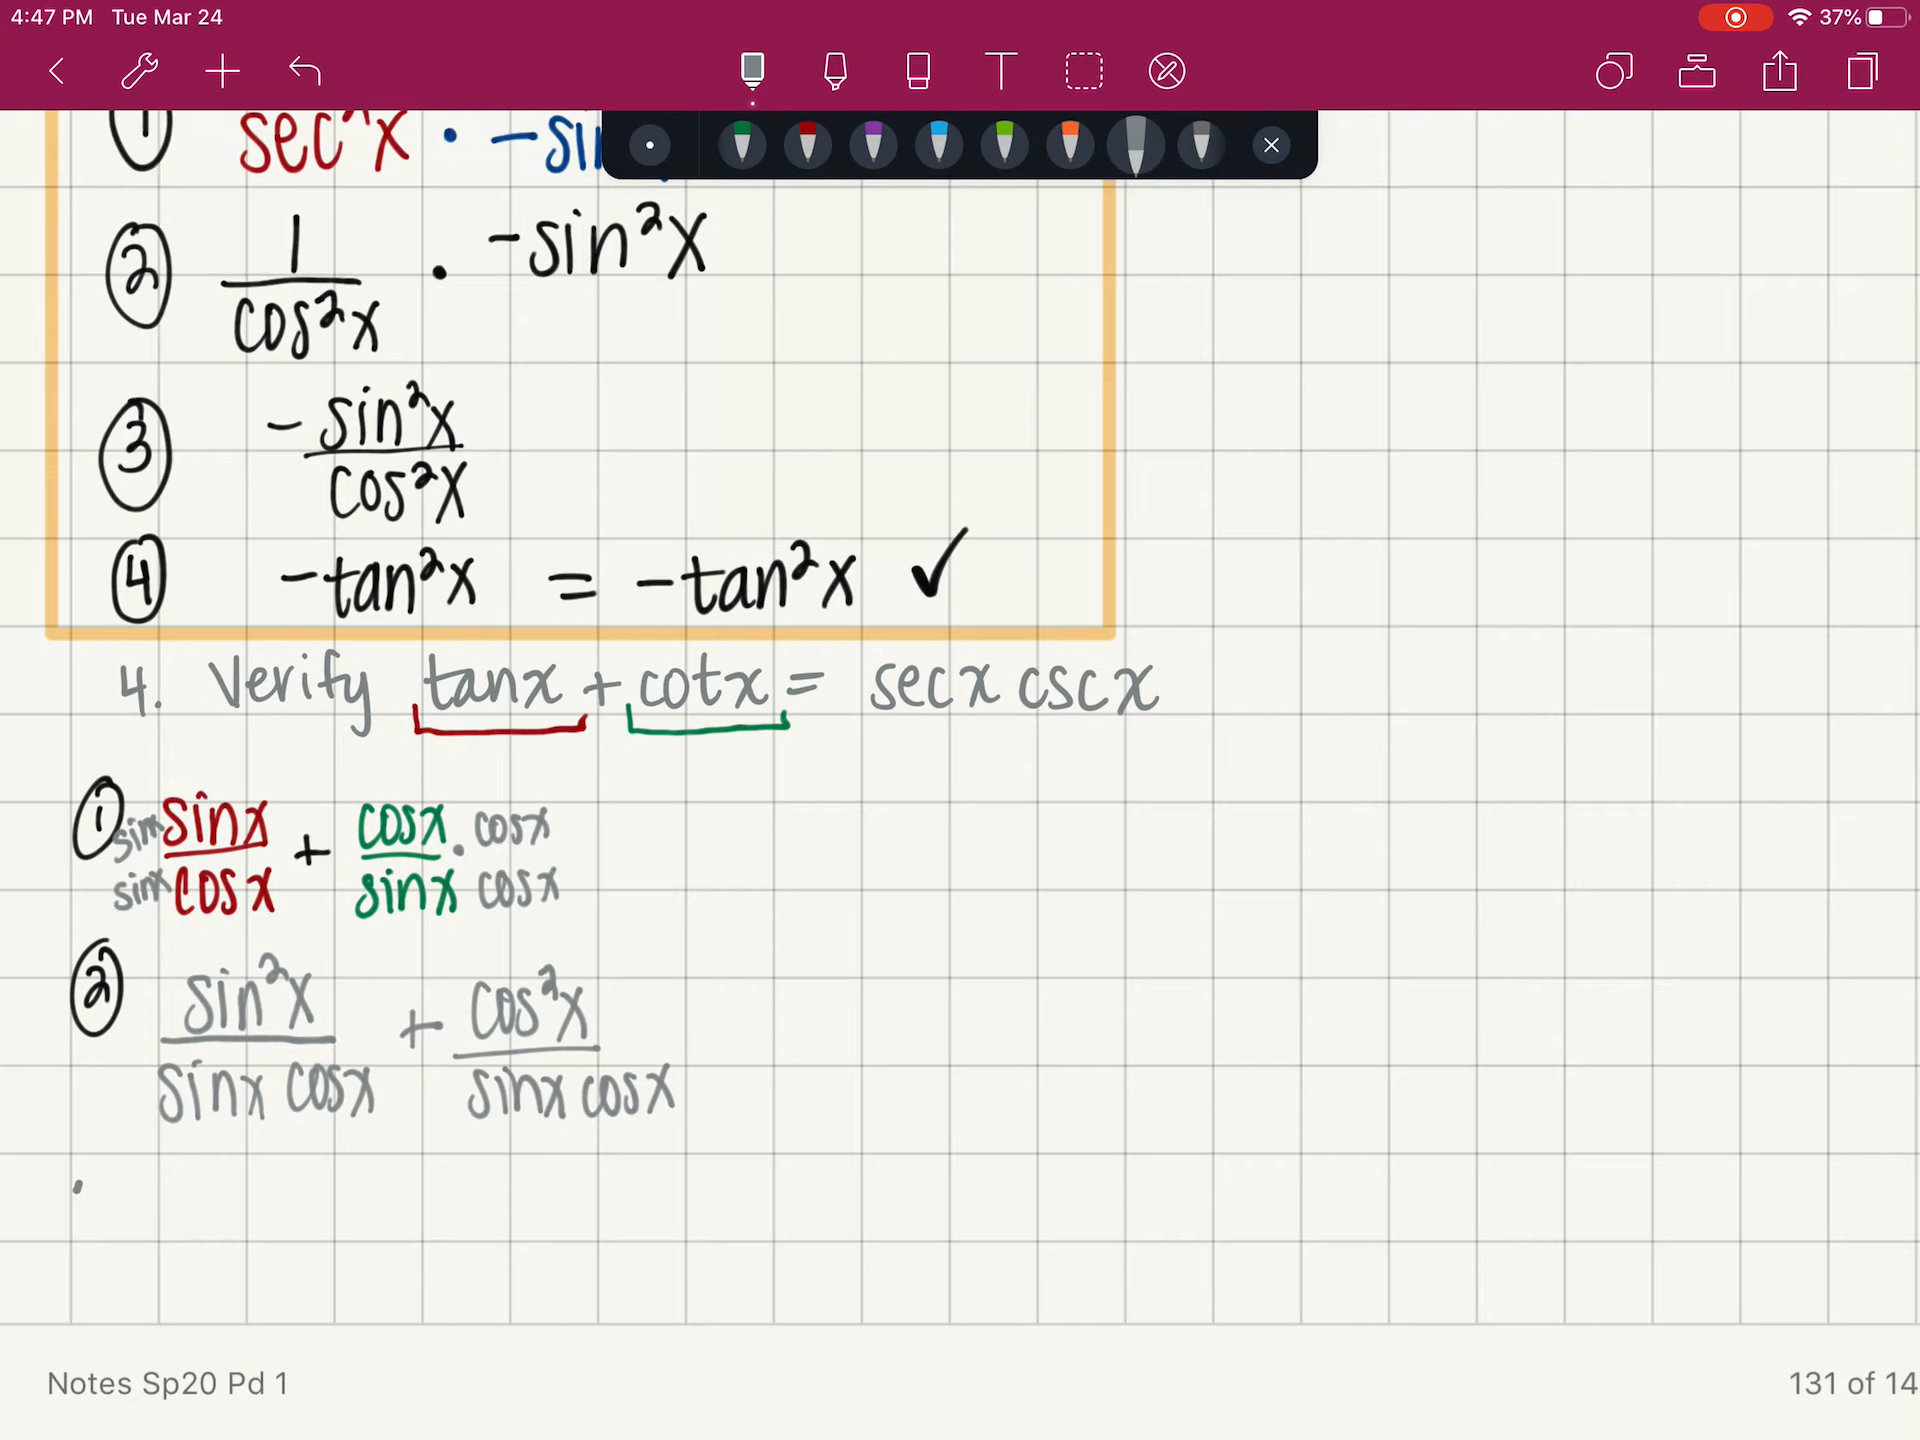 4:47 PM Tue Mar 24 37%
① sec²x · -si
② 1/cos²x · -sin²x
③ - sin²x/cos²x
④ -tan²x = -tan²x ✓
4. Verify tanx + cotx = secx cscx
① sinx sinx/sinx cosx + cosx/sinx · cosx/cosx
② sin²x/sinx cosx + cos²x/sinx cosx
Notes Sp20 Pd 1
131 of 14